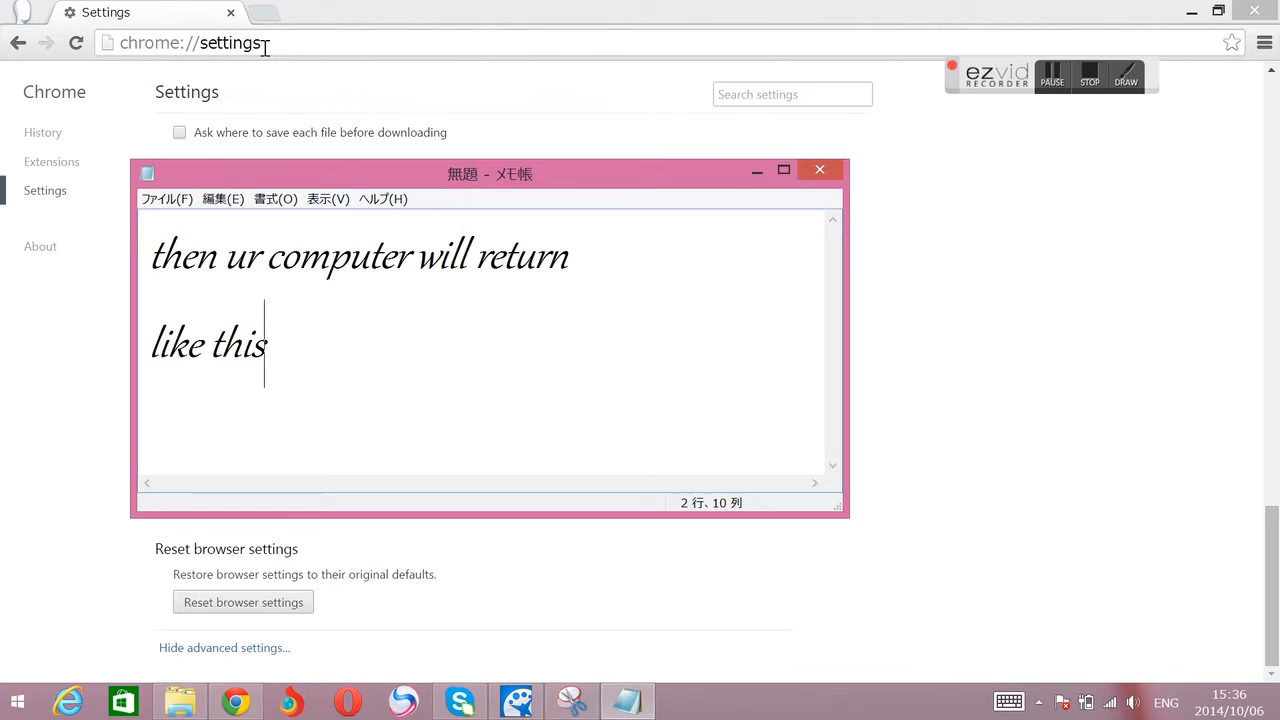 Settings
chrome://settings
ezvid
RECORDER
PAUSE
STOP
DRAW
Chrome
Settings
Search settings
History
Ask where to save each file before downloading
Extensions
Settings
About
無題 - メモ帳
ファイル(F) 編集(E) 書式(O) 表示(V) ヘルプ(H)
then ur computer will return
like this
2 行、10 列
Reset browser settings
Restore browser settings to their original defaults.
Reset browser settings
Hide advanced settings...
ENG
15:36
2014/10/06